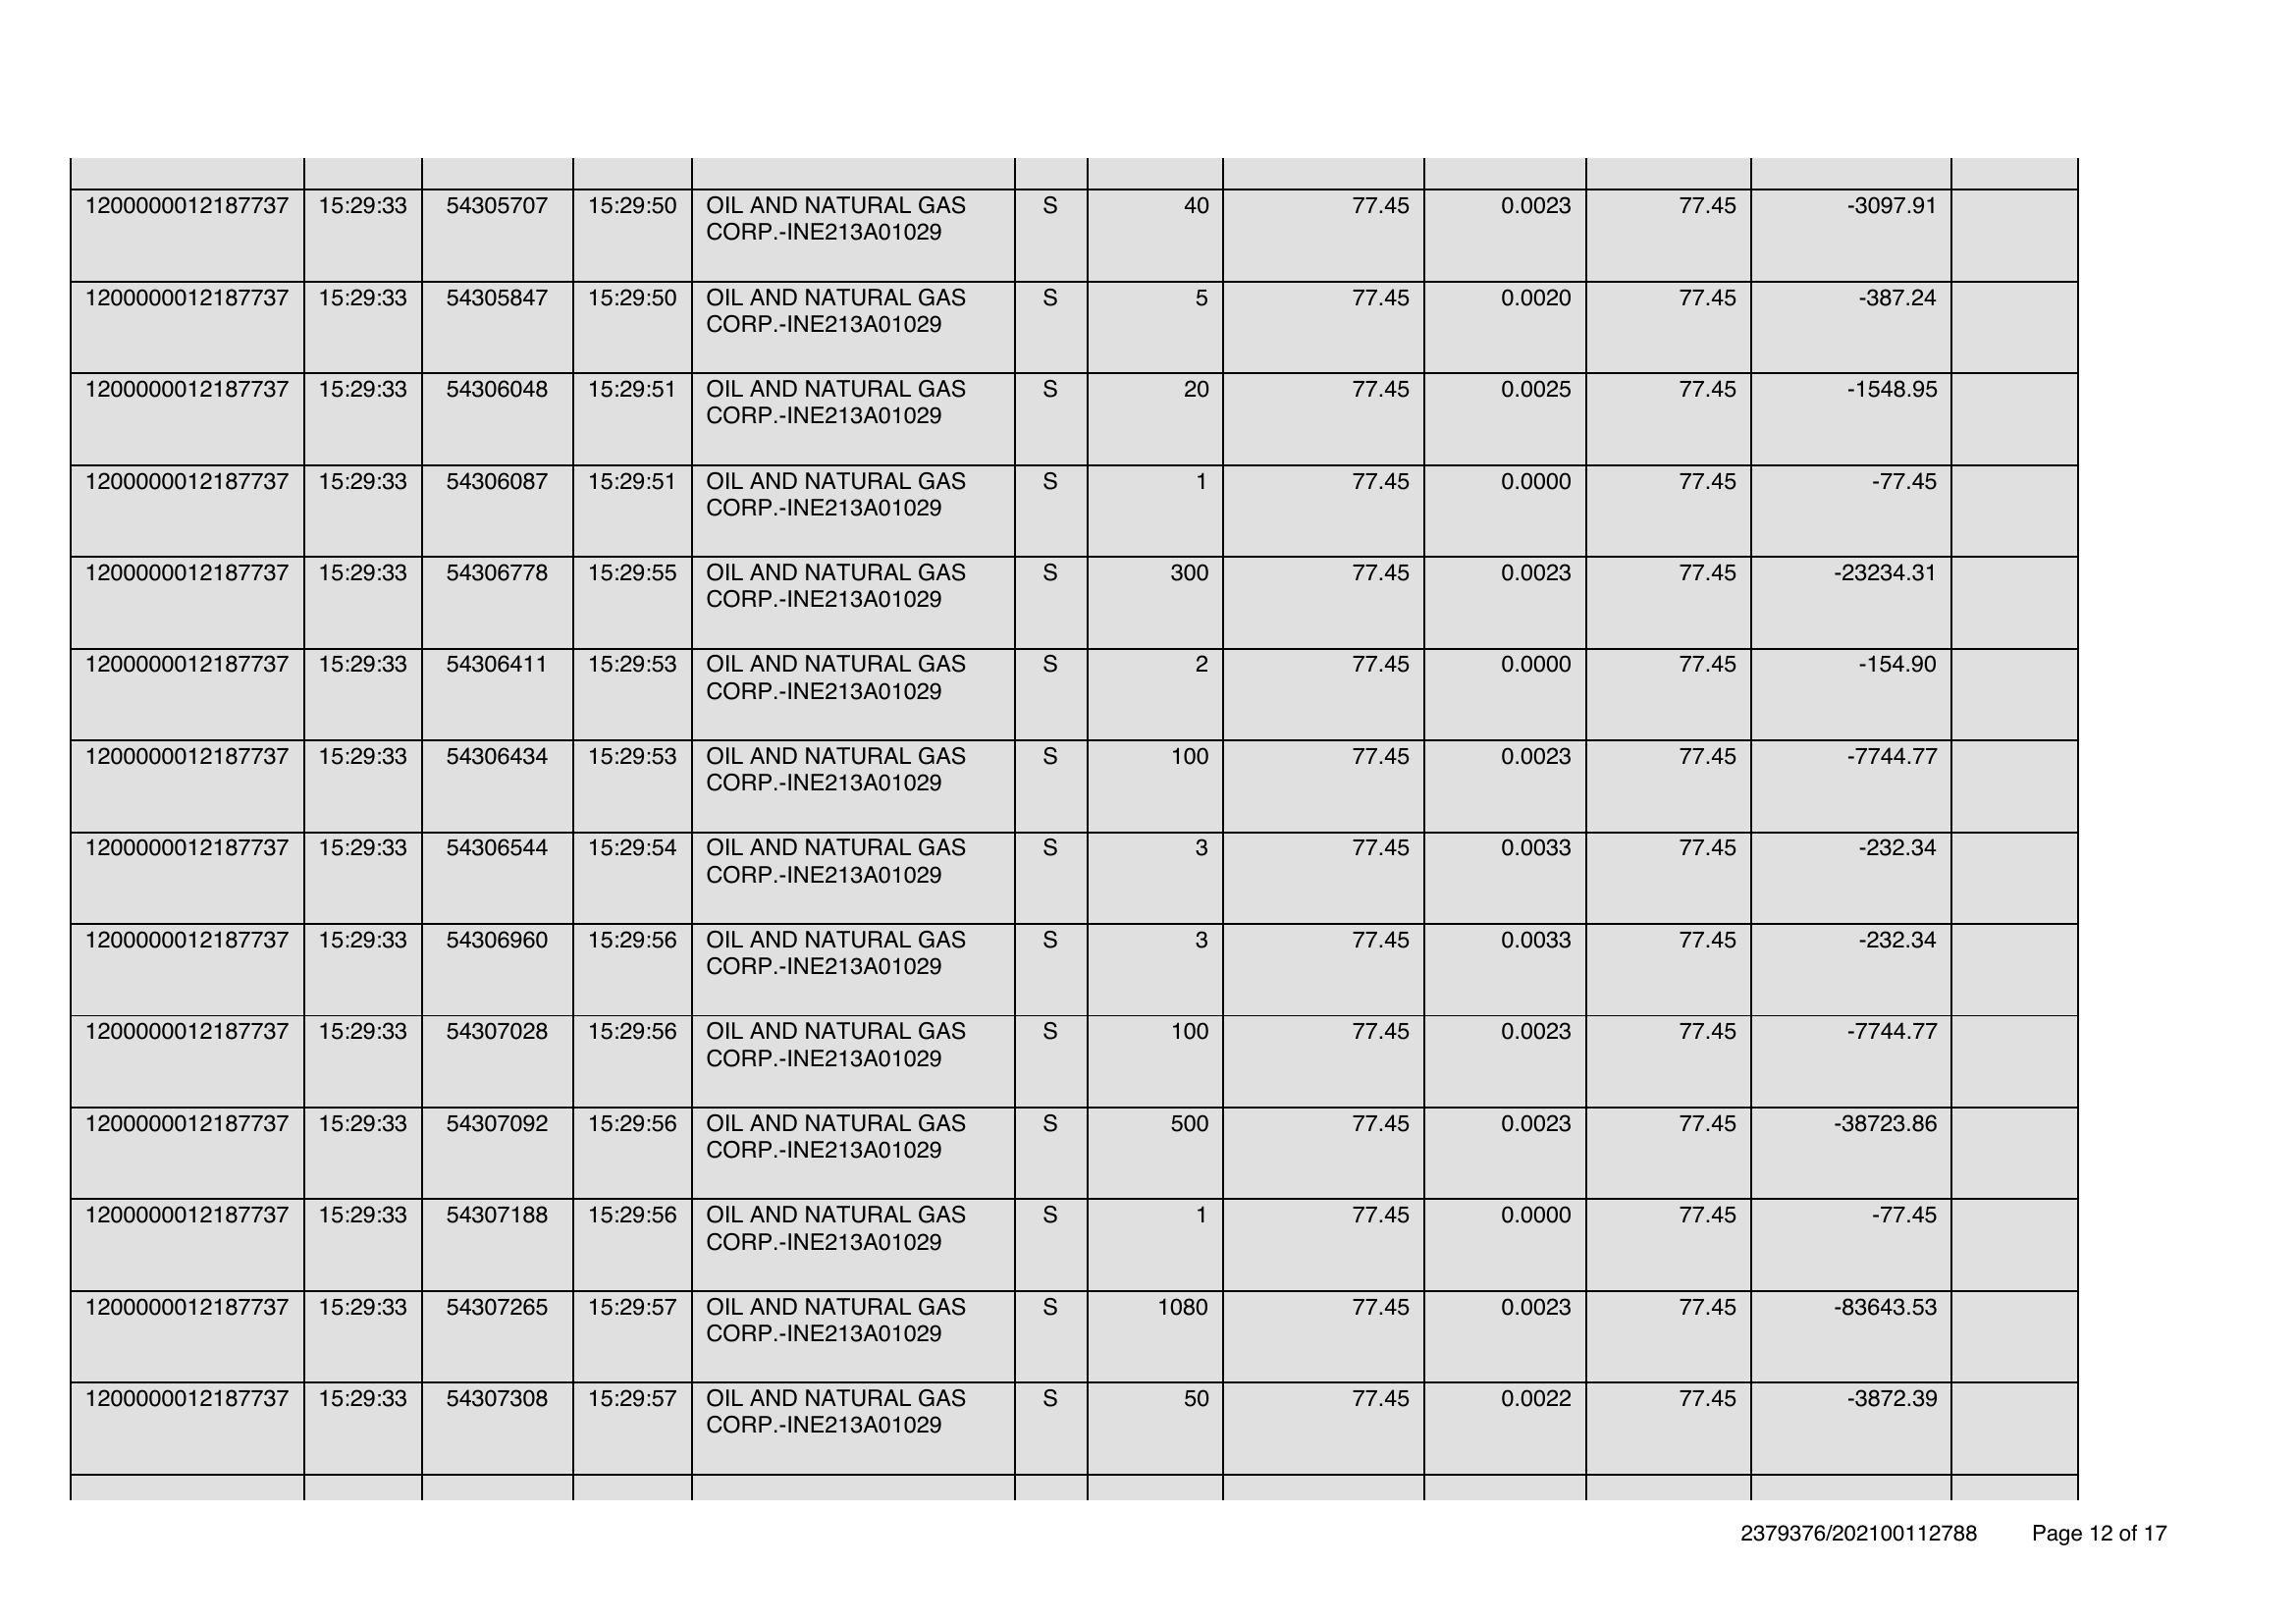 1200000012187737 15:29:33 54305707 15:29:50 OIL AND NATURAL GAS S 40 77.45 0.0023 77.45 -3097.91
CORP.-INE213A01029
1200000012187737 15:29:33 54305847 15:29:50 OIL AND NATURAL GAS S 5 77.45 0.0020 77.45 -387.24
CORP.-INE213A01029
1200000012187737 15:29:33 54306048 15:29:51 OIL AND NATURAL GAS S 20 77.45 0.0025 77.45 -1548.95
CORP.-INE213A01029
1200000012187737 15:29:33 54306087 15:29:51 OIL AND NATURAL GAS S 1 77.45 0.0000 77.45 -77.45
CORP.-INE213A01029
1200000012187737 15:29:33 54306778 15:29:55 OIL AND NATURAL GAS S 300 77.45 0.0023 77.45 -23234.31
CORP.-INE213A01029
1200000012187737 15:29:33 54306411 15:29:53 OIL AND NATURAL GAS S 2 77.45 0.0000 77.45 -154.90
CORP.-INE213A01029
1200000012187737 15:29:33 54306434 15:29:53 OIL AND NATURAL GAS S 100 77.45 0.0023 77.45 -7744.77
CORP.-INE213A01029
1200000012187737 15:29:33 54306544 15:29:54 OIL AND NATURAL GAS S 3 77.45 0.0033 77.45 -232.34
CORP.-INE213A01029
1200000012187737 15:29:33 54306960 15:29:56 OIL AND NATURAL GAS S 3 77.45 0.0033 77.45 -232.34
CORP.-INE213A01029
1200000012187737 15:29:33 54307028 15:29:56 OIL AND NATURAL GAS S 100 77.45 0.0023 77.45 -7744.77
CORP.-INE213A01029
1200000012187737 15:29:33 54307092 15:29:56 OIL AND NATURAL GAS S 500 77.45 0.0023 77.45 -38723.86
CORP.-INE213A01029
1200000012187737 15:29:33 54307188 15:29:56 OIL AND NATURAL GAS S 1 77.45 0.0000 77.45 -77.45
CORP.-INE213A01029
1200000012187737 15:29:33 54307265 15:29:57 OIL AND NATURAL GAS S 1080 77.45 0.0023 77.45 -83643.53
CORP.-INE213A01029
1200000012187737 15:29:33 54307308 15:29:57 OIL AND NATURAL GAS S 50 77.45 0.0022 77.45 -3872.39
CORP.-INE213A01029
2379376/202100112788 Page 12 of 17